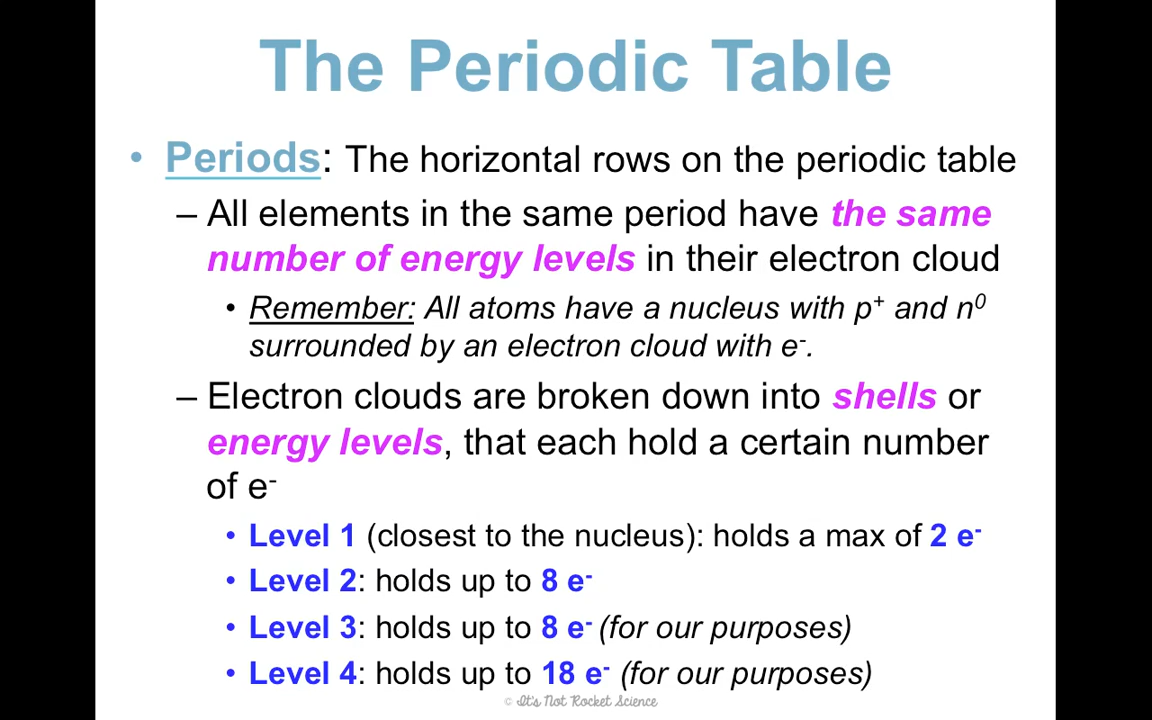 The Periodic Table
• Periods: The horizontal rows on the periodic table
– All elements in the same period have the same
number of energy levels in their electron cloud
• Remember: All atoms have a nucleus with p⁺ and n⁰
surrounded by an electron cloud with e⁻.
– Electron clouds are broken down into shells or
energy levels, that each hold a certain number
of e⁻
• Level 1 (closest to the nucleus): holds a max of 2 e⁻
• Level 2: holds up to 8 e⁻
• Level 3: holds up to 8 e⁻ (for our purposes)
• Level 4: holds up to 18 e⁻ (for our purposes)
© It's Not Rocket Science